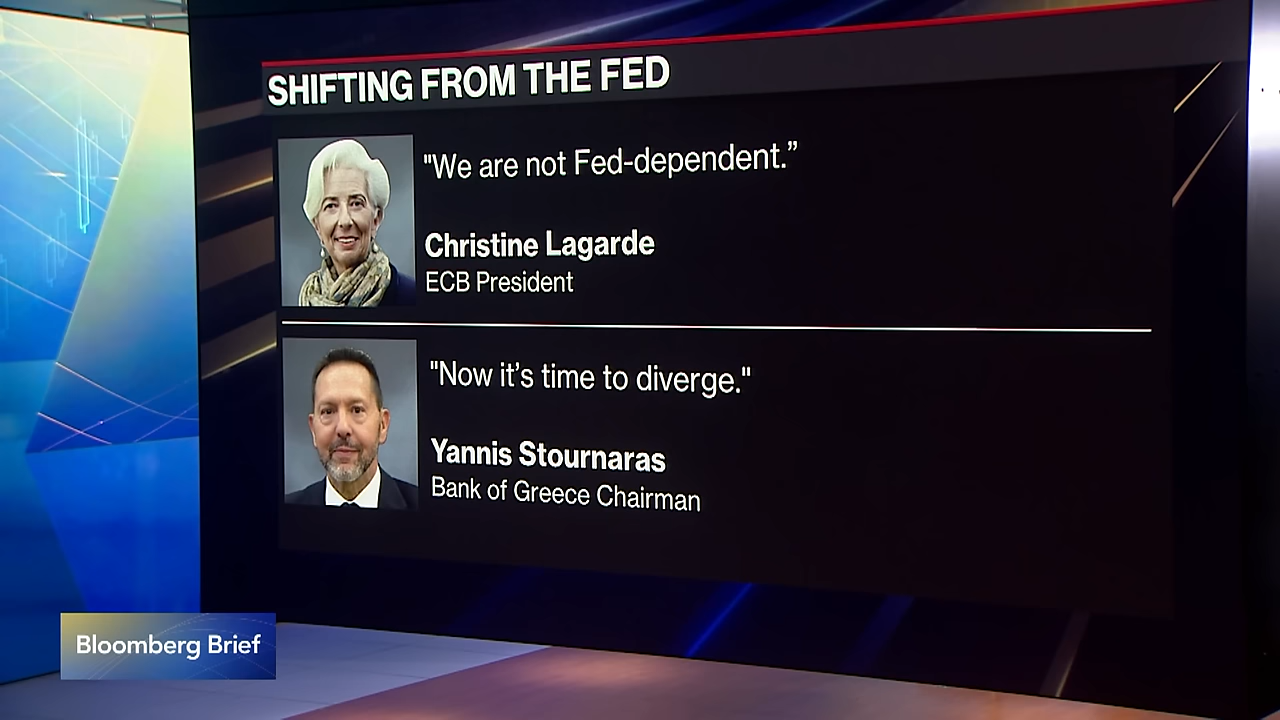 SHIFTING FROM THE FED
"We are not Fed-dependent.”
Christine Lagarde
ECB President
"Now it’s time to diverge."
Yannis Stournaras
Bank of Greece Chairman
Bloomberg Brief